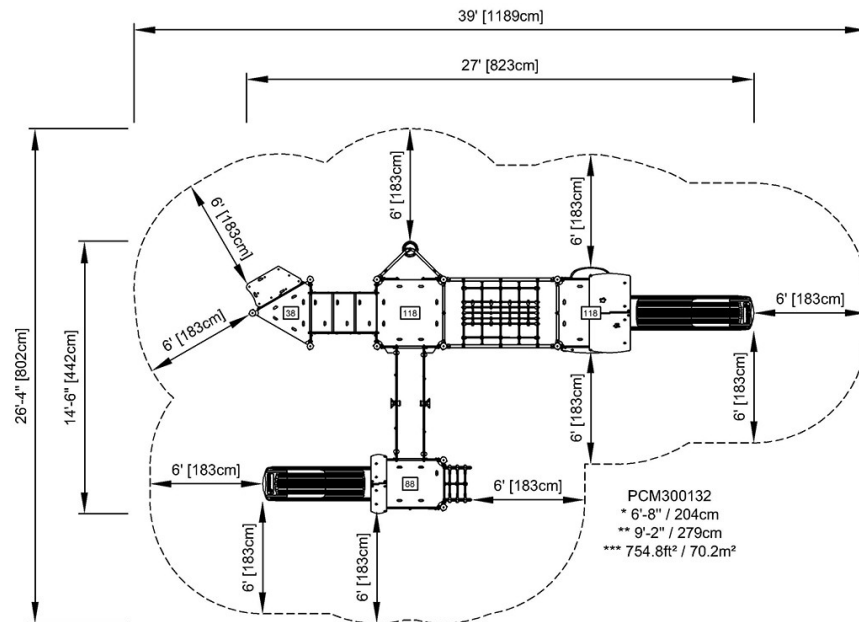 39' [1189cm]
27' [823cm]
6' [183cm]
6' [183cm]
6' [183cm]
26'-4" [802cm]
14'-6" [442cm]
38
118
118
6' [183cm]
6' [183cm]
6' [183cm]
6' [183cm]
6' [183cm]
88
6' [183cm]
6' [183cm]
6' [183cm]
PCM300132
* 6'-8" / 204cm
** 9'-2" / 279cm
*** 754.8ft² / 70.2m²